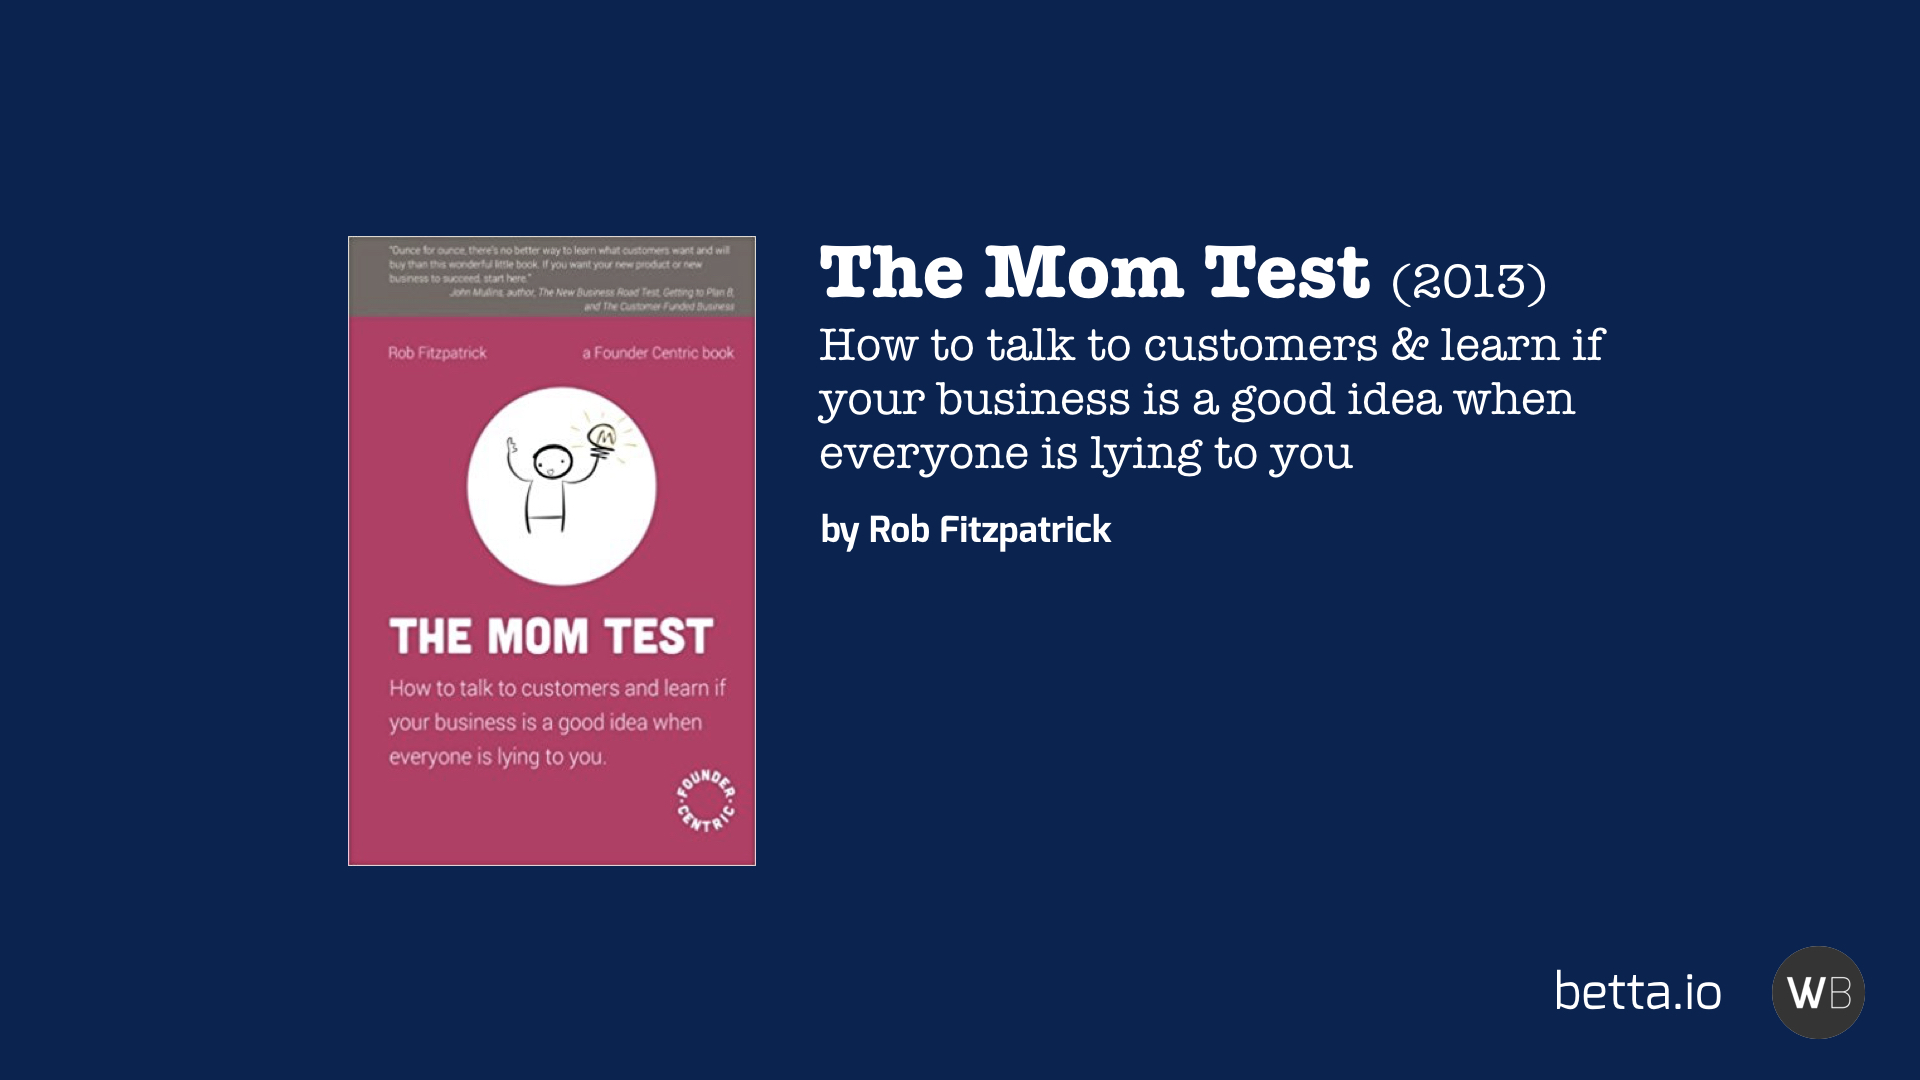 "Ounce for ounce, there's no better way to learn what customers want and will
buy than this wonderful little book. If you want your new product or new
business to succeed, start here."
John Mullins, author, The New Business Road Test, Getting to Plan B,
and The Customer-Funded Business
Rob Fitzpatrick
a Founder Centric book
THE MOM TEST
How to talk to customers and learn if
your business is a good idea when
everyone is lying to you.
FOUNDER
CENTRIC
The Mom Test (2013)
How to talk to customers & learn if
your business is a good idea when
everyone is lying to you
by Rob Fitzpatrick
betta.io
WB